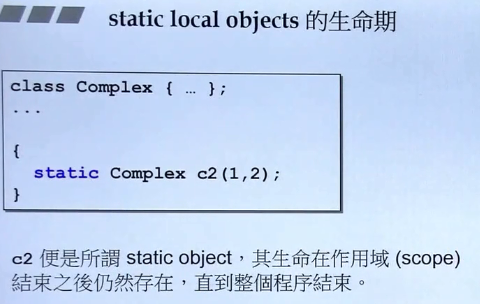 static local objects 的生命期
class Complex { … };
...
{
static Complex c2(1,2);
}
c2 便是所謂 static object，其生命在作用域 (scope)
結束之後仍然存在，直到整個程序結束。